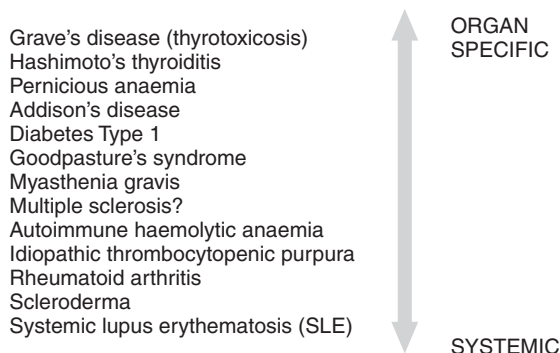 Grave's disease (thyrotoxicosis)
Hashimoto's thyroiditis
Pernicious anaemia
Addison's disease
Diabetes Type 1
Goodpasture's syndrome
Myasthenia gravis
Multiple sclerosis?
Autoimmune haemolytic anaemia
Idiopathic thrombocytopenic purpura
Rheumatoid arthritis
Scleroderma
Systemic lupus erythematosis (SLE)
ORGAN
SPECIFIC
SYSTEMIC